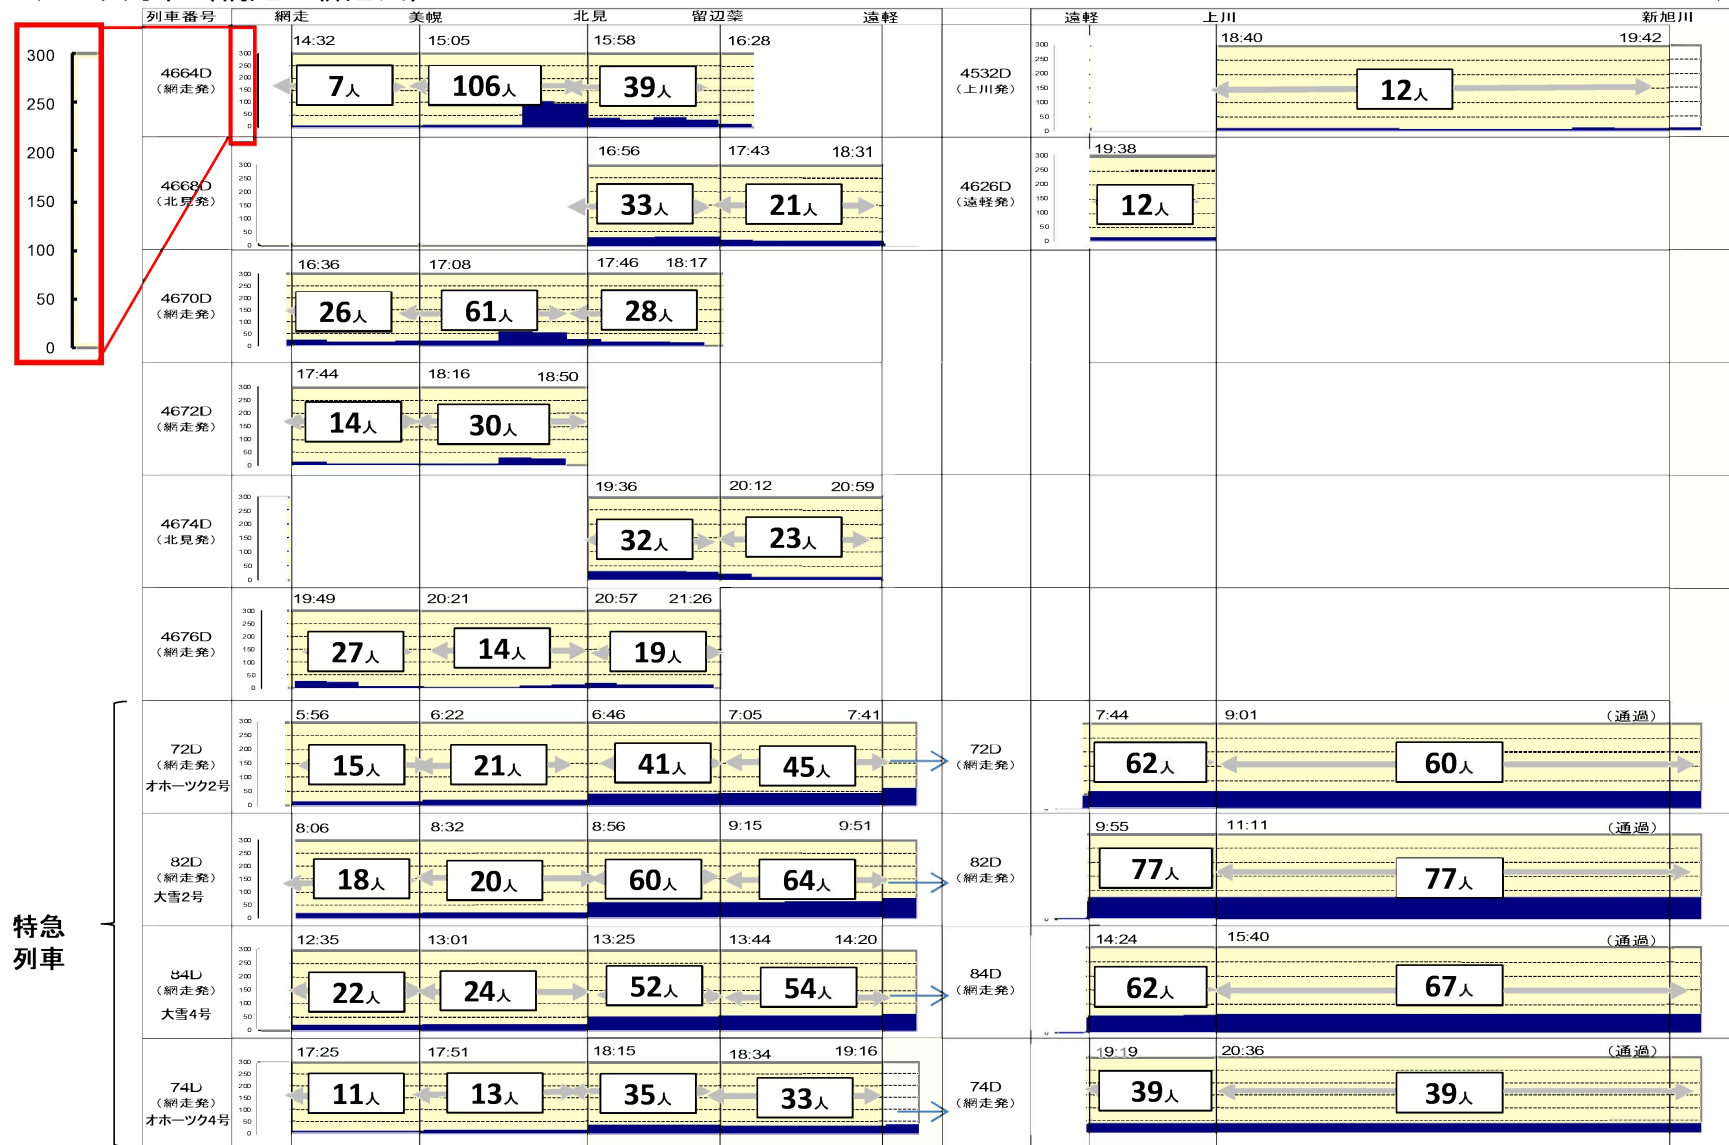 列車番号 網走 美幌 北見 留辺蘂 遠軽 遠軽 上川 新旭川
300
250
200
150
100
50
0
4664D
(網走発)
14:32 15:05 15:58 16:28
7人 106人 39人
4532D
(上川発)
18:40 19:42
12人
4668D
(北見発)
16:56 17:43 18:31
33人 21人
4626D
(遠軽発)
19:38
12人
4670D
(網走発)
16:36 17:08 17:46 18:17
26人 61人 28人
4672D
(網走発)
17:44 18:16 18:50
14人 30人
4674D
(北見発)
19:36 20:12 20:59
32人 23人
4676D
(網走発)
19:49 20:21 20:57 21:26
27人 14人 19人
特急
列車
72D
(網走発)
オホーツク2号
5:56 6:22 6:46 7:05 7:41
15人 21人 41人 45人
72D
(網走発)
7:44 9:01 (通過)
62人 60人
82D
(網走発)
大雪2号
8:06 8:32 8:56 9:15 9:51
18人 20人 60人 64人
82D
(網走発)
9:55 11:11 (通過)
77人 77人
84D
(網走発)
大雪4号
12:35 13:01 13:25 13:44 14:20
22人 24人 52人 54人
84D
(網走発)
14:24 15:40 (通過)
62人 67人
74D
(網走発)
オホーツク4号
17:25 17:51 18:15 18:34 19:16
11人 13人 35人 33人
74D
(網走発)
19:19 20:36 (通過)
39人 39人